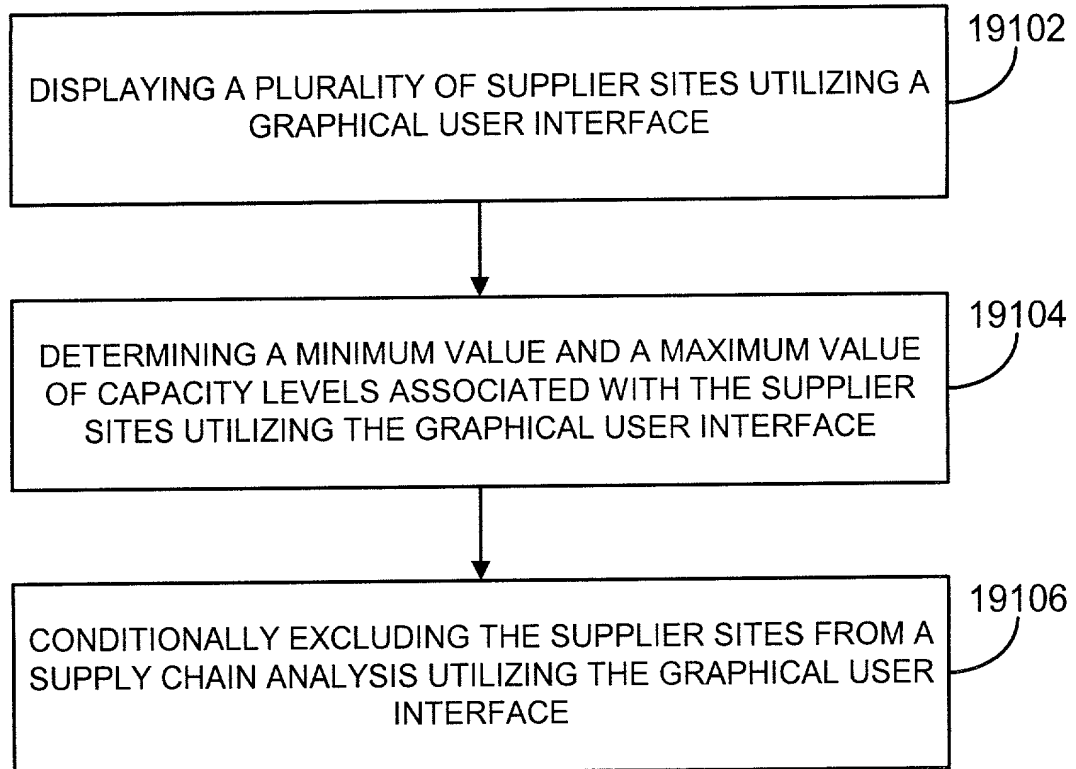 19102
DISPLAYING A PLURALITY OF SUPPLIER SITES UTILIZING A
GRAPHICAL USER INTERFACE
19104
DETERMINING A MINIMUM VALUE AND A MAXIMUM VALUE
OF CAPACITY LEVELS ASSOCIATED WITH THE SUPPLIER
SITES UTILIZING THE GRAPHICAL USER INTERFACE
19106
CONDITIONALLY EXCLUDING THE SUPPLIER SITES FROM A
SUPPLY CHAIN ANALYSIS UTILIZING THE GRAPHICAL USER
INTERFACE